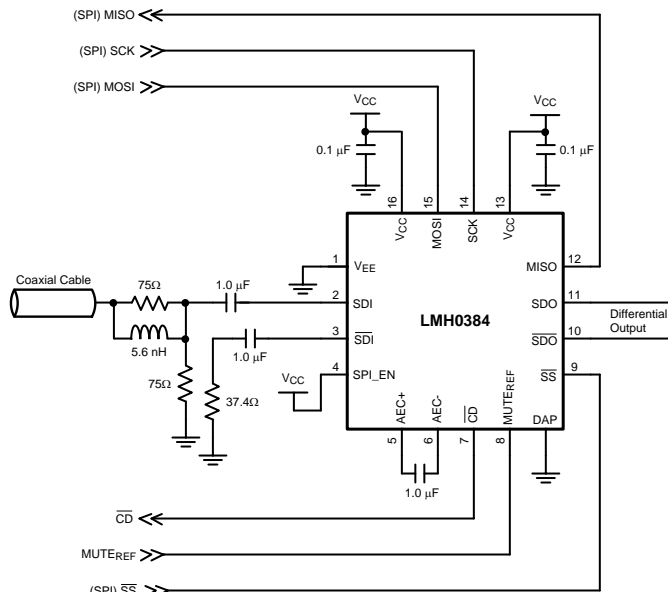 (SPI) MISO
(SPI) SCK
(SPI) MOSI
VCC
VCC
0.1 µF
0.1 µF
16
15
14
13
VCC
MOSI
SCK
VCC
1
VEE
MISO
12
Coaxial Cable
75Ω
1.0 µF
2
SDI
SDO
11
LMH0384
Differential
Output
5.6 nH
1.0 µF
3
SDI
SDO
10
VCC
4
SPI_EN
SS
9
75Ω
37.4Ω
AEC+
AEC-
CD
MUTEREF
DAP
5
6
7
8
1.0 µF
CD
MUTEREF
(SPI) SS